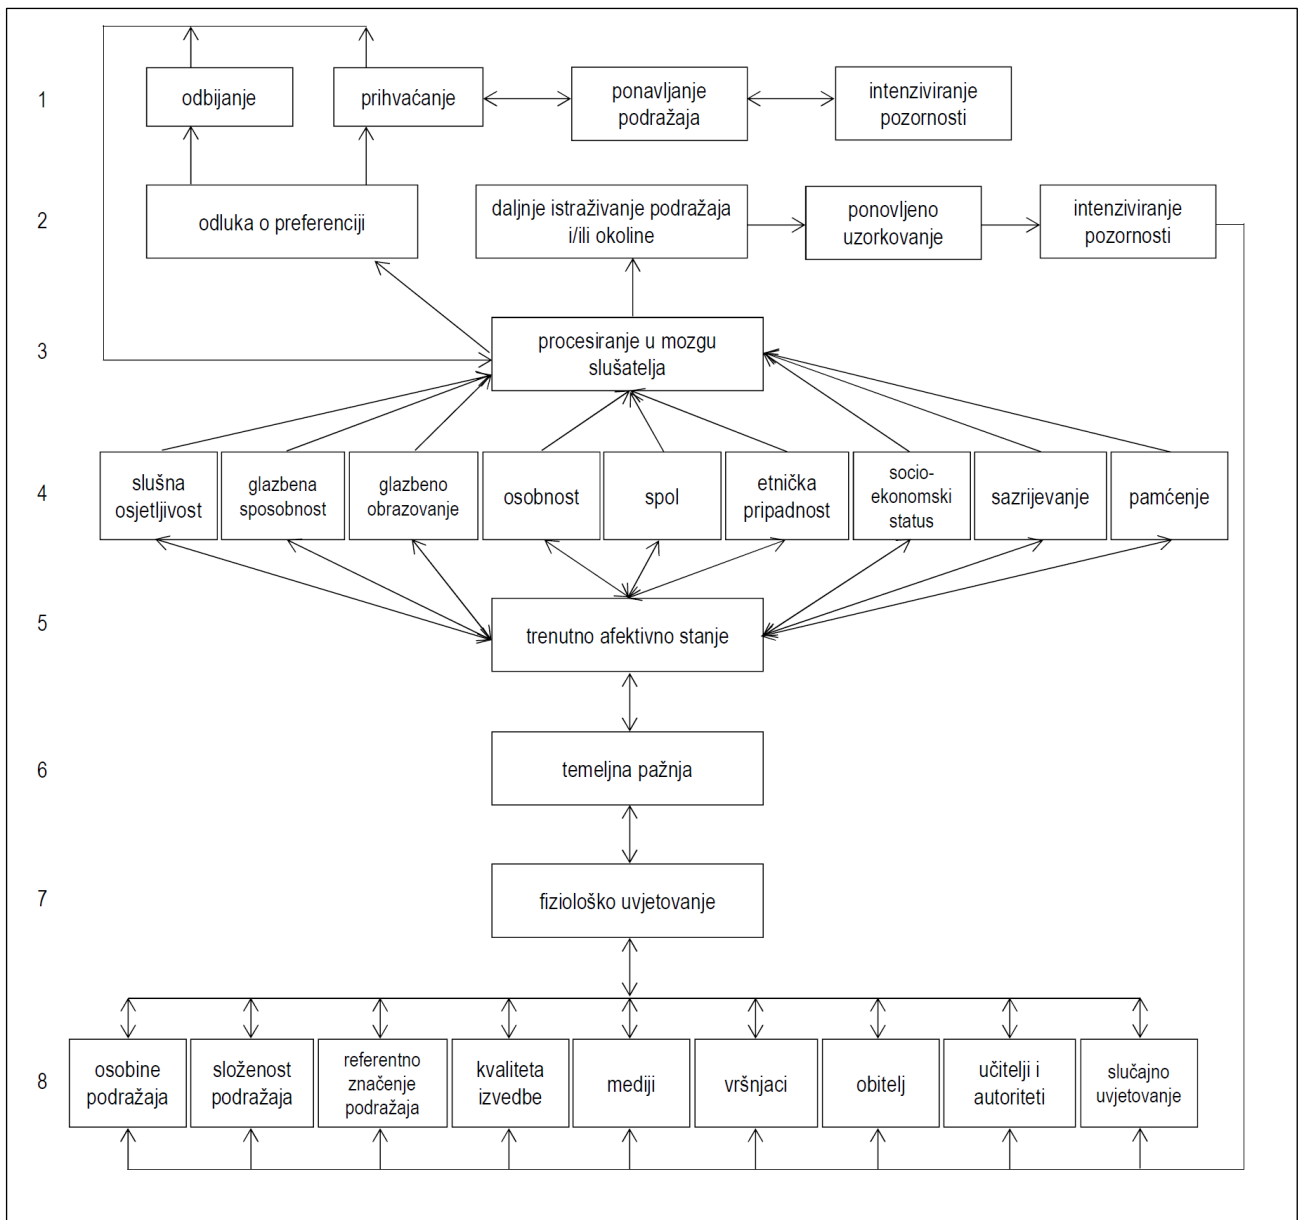 1
odbijanje
prihvaćanje
ponavljanje
podražaja
intenziviranje
pozornosti
2
odluka o preferenciji
daljnje istraživanje podražaja
i/ili okoline
ponovljeno
uzorkovanje
intenziviranje
pozornosti
3
procesiranje u mozgu
slušatelja
4
slušna
osjetljivost
glazbena
sposobnost
glazbeno
obrazovanje
osobnost
spol
etnička
pripadnost
socio-
ekonomski
status
sazrijevanje
pamćenje
5
trenutno afektivno stanje
6
temeljna pažnja
7
fiziološko uvjetovanje
8
osobine
podražaja
složenost
podražaja
referentno
značenje
podražaja
kvaliteta
izvedbe
mediji
vršnjaci
obitelj
učitelji i
autoriteti
slučajno
uvjetovanje